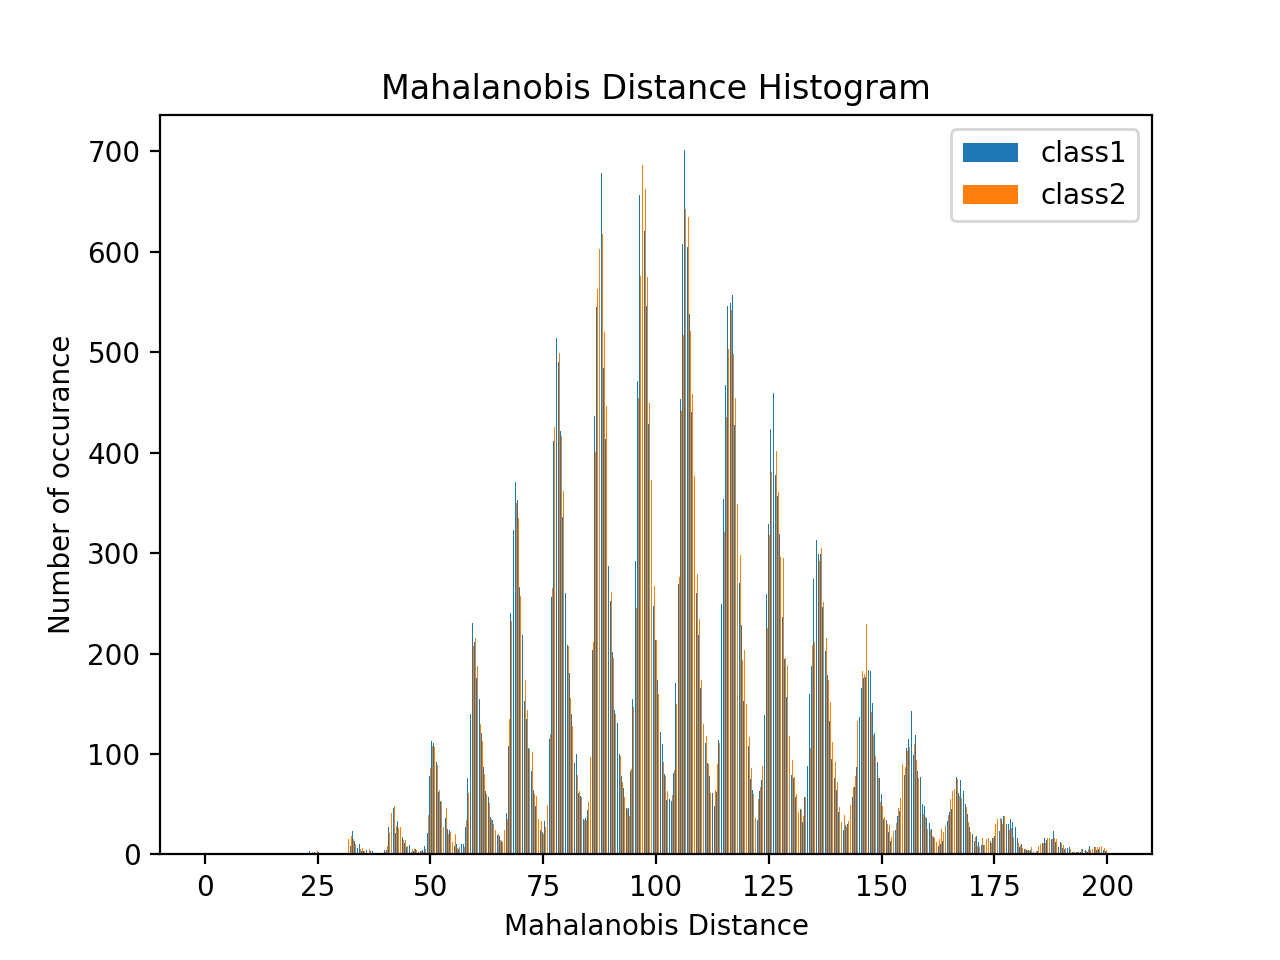 Mahalanobis Distance Histogram
class1
class2
700
600
500
400
300
200
100
0
Number of occurance
0 25 50 75 100 125 150 175 200
Mahalanobis Distance